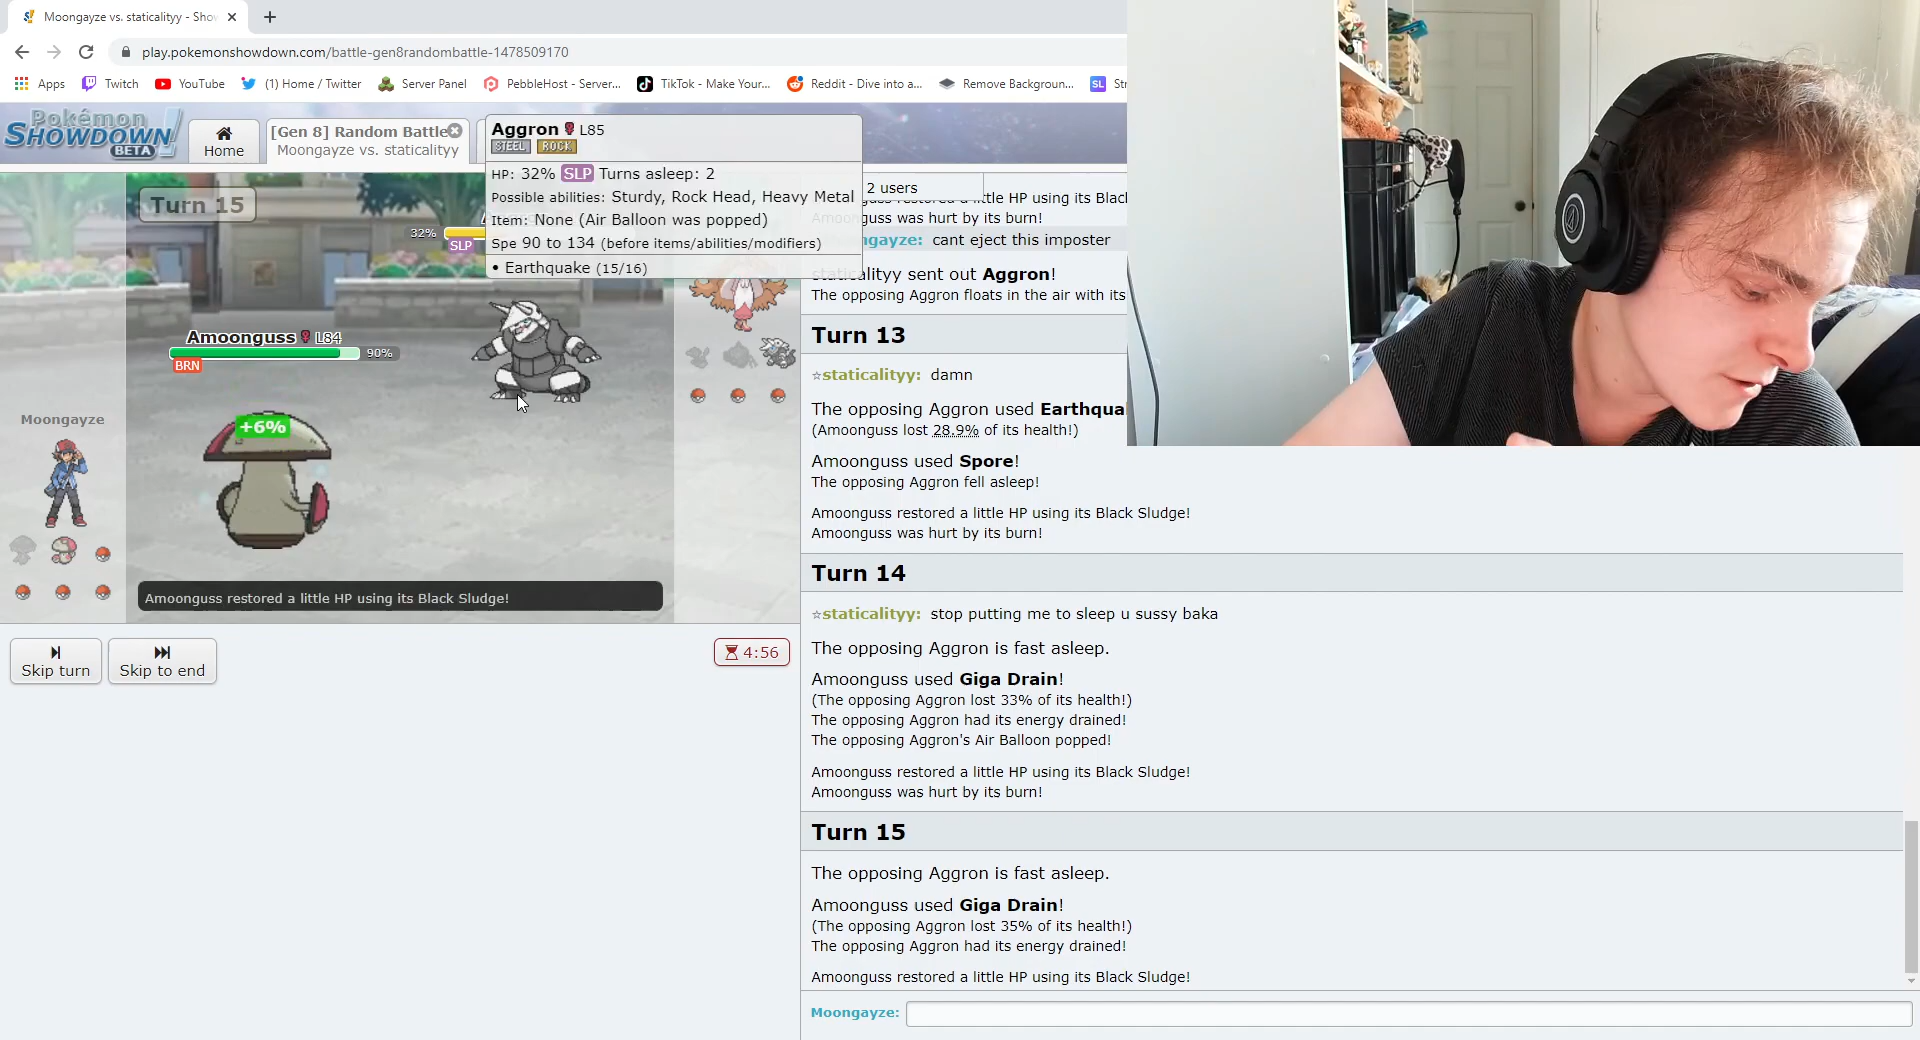 Moongayze vs. staticalityy - Show
play.pokemonshowdown.com/battle-gen8randombattle-1478509170
Apps Twitch YouTube (1) Home / Twitter Server Panel PebbleHost - Server... TikTok - Make Your... Reddit - Dive into a... Remove Backgroun... SL Str
Pokémon
SHOWDOWN!
BETA
Home
[Gen 8] Random Battle
Moongayze vs. staticalityy
Aggron L85
STEEL ROCK
HP: 32% SLP Turns asleep: 2
Possible abilities: Sturdy, Rock Head, Heavy Metal
Item: None (Air Balloon was popped)
Spe 90 to 134 (before items/abilities/modifiers)
• Earthquake (15/16)
Turn 15
32%
SLP
Amoonguss L84
90%
BRN
+6%
Moongayze
Amoonguss restored a little HP using its Black Sludge!
Skip turn
Skip to end
4:56
2 users
tle HP using its Blac
guss was hurt by its burn!
ngayze: cant eject this imposter
staticalityy sent out Aggron!
The opposing Aggron floats in the air with its
Turn 13
☆staticalityy: damn
The opposing Aggron used Earthqua
(Amoonguss lost 28.9% of its health!)
Amoonguss used Spore!
The opposing Aggron fell asleep!
Amoonguss restored a little HP using its Black Sludge!
Amoonguss was hurt by its burn!
Turn 14
☆staticalityy: stop putting me to sleep u sussy baka
The opposing Aggron is fast asleep.
Amoonguss used Giga Drain!
(The opposing Aggron lost 33% of its health!)
The opposing Aggron had its energy drained!
The opposing Aggron's Air Balloon popped!
Amoonguss restored a little HP using its Black Sludge!
Amoonguss was hurt by its burn!
Turn 15
The opposing Aggron is fast asleep.
Amoonguss used Giga Drain!
(The opposing Aggron lost 35% of its health!)
The opposing Aggron had its energy drained!
Amoonguss restored a little HP using its Black Sludge!
Moongayze: